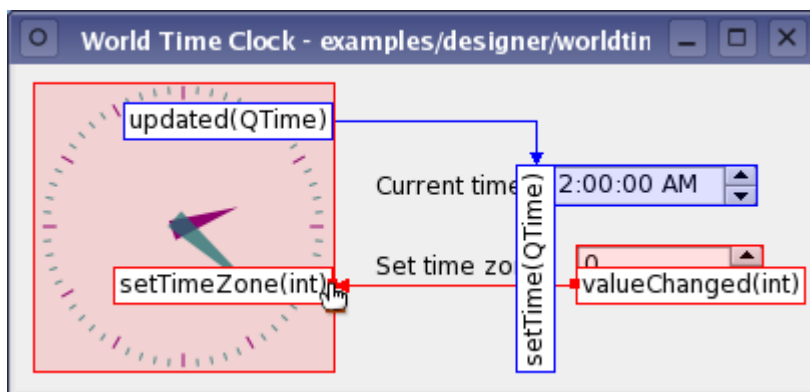 World Time Clock - examples/designer/worldtin
updated(QTime)
Current time
2:00:00 AM
setTime(QTime)
Set time zo
0
setTimeZone(int)
valueChanged(int)